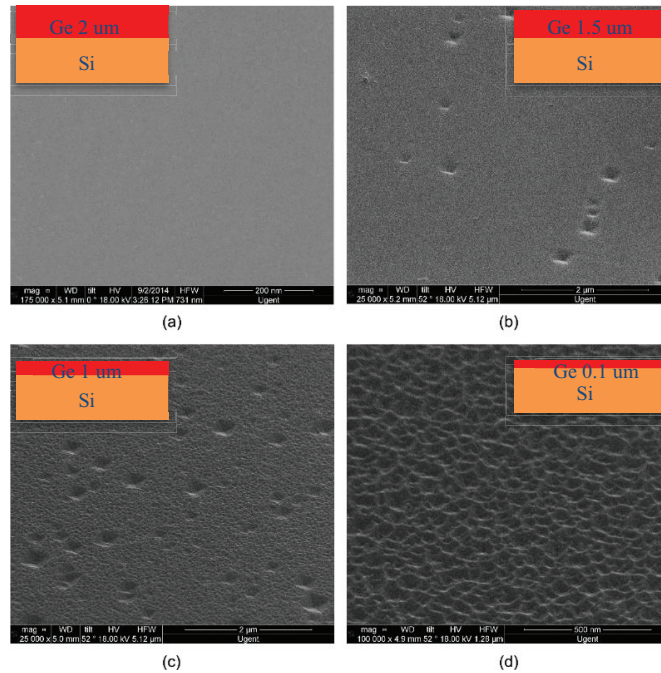 Ge 2 um
Si
mag ¤ WD tilt HV 9/2/2014 HFW 200 nm
175 000 x 5.1 mm 0 ° 18.00 kV 3:25:12 PM 731 nm Ugent
(a)
Ge 1.5 um
Si
mag ¤ WD tilt HV HFW 2 µm
25 000 x 5.2 mm 52 ° 18.00 kV 5.12 µm Ugent
(b)
Ge 1 um
Si
mag ¤ WD tilt HV HFW 2 µm
25 000 x 5.0 mm 52 ° 18.00 kV 5.12 µm Ugent
(c)
Ge 0.1 um
Si
mag ¤ WD tilt HV HFW 500 nm
100 000 x 4.9 mm 52 ° 18.00 kV 1.28 µm Ugent
(d)